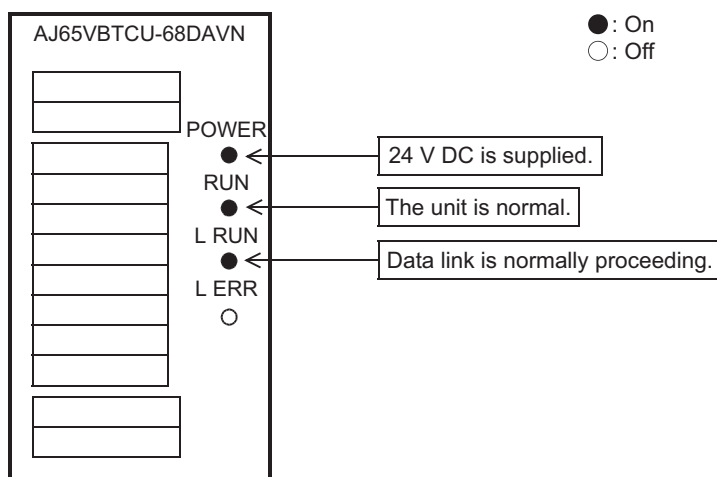 AJ65VBTCU-68DAVN
●: On
○: Off
POWER
24 V DC is supplied.
RUN
The unit is normal.
L RUN
Data link is normally proceeding.
L ERR